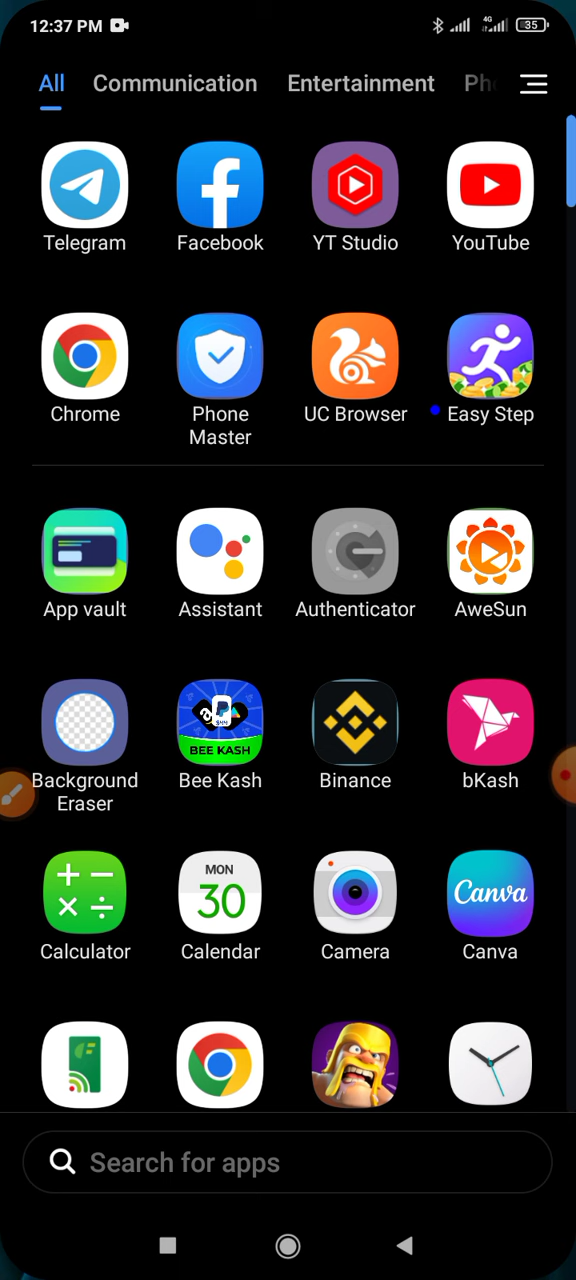 12:37 PM 4G 35
All Communication Entertainment Pho
Telegram Facebook YT Studio YouTube
Chrome Phone UC Browser Easy Step
Master
App vault Assistant Authenticator AweSun
BEE KASH
Background Bee Kash Binance bKash
Eraser
MON
30 Canva
Calculator Calendar Camera Canva
Search for apps